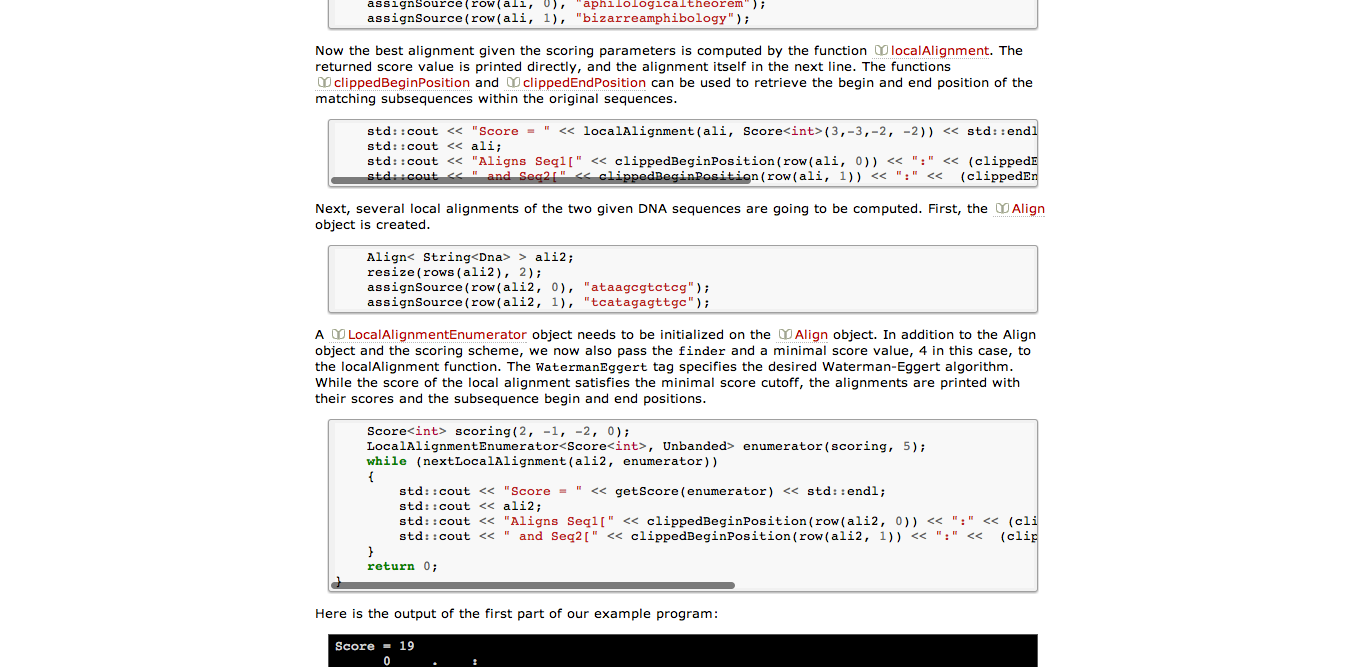 assignSource(row(ali, 0), "aphilologicaltheorem");
assignSource(row(ali, 1), "bizarreamphibology");
Now the best alignment given the scoring parameters is computed by the function localAlignment. The
returned score value is printed directly, and the alignment itself in the next line. The functions
clippedBeginPosition and clippedEndPosition can be used to retrieve the begin and end position of the
matching subsequences within the original sequences.
std::cout << "Score = " << localAlignment(ali, Score<int>(3,-3,-2, -2)) << std::endl
std::cout << ali;
std::cout << "Aligns Seq1[" << clippedBeginPosition(row(ali, 0)) << ":" << (clippedE
std::cout << " and Seq2[" << clippedBeginPosition(row(ali, 1)) << ":" <<  (clippedEn
Next, several local alignments of the two given DNA sequences are going to be computed. First, the Align
object is created.
Align< String<Dna> > ali2;
resize(rows(ali2), 2);
assignSource(row(ali2, 0), "ataagcgtctcg");
assignSource(row(ali2, 1), "tcatagagttgc");
A LocalAlignmentEnumerator object needs to be initialized on the Align object. In addition to the Align
object and the scoring scheme, we now also pass the finder and a minimal score value, 4 in this case, to
the localAlignment function. The WatermanEggert tag specifies the desired Waterman-Eggert algorithm.
While the score of the local alignment satisfies the minimal score cutoff, the alignments are printed with
their scores and the subsequence begin and end positions.
Score<int> scoring(2, -1, -2, 0);
LocalAlignmentEnumerator<Score<int>, Unbanded> enumerator(scoring, 5);
while (nextLocalAlignment(ali2, enumerator))
{
std::cout << "Score = " << getScore(enumerator) << std::endl;
std::cout << ali2;
std::cout << "Aligns Seq1[" << clippedBeginPosition(row(ali2, 0)) << ":" << (cli
std::cout << " and Seq2[" << clippedBeginPosition(row(ali2, 1)) << ":" <<  (clip
}
return 0;
}
Here is the output of the first part of our example program:
Score = 19
0 . :